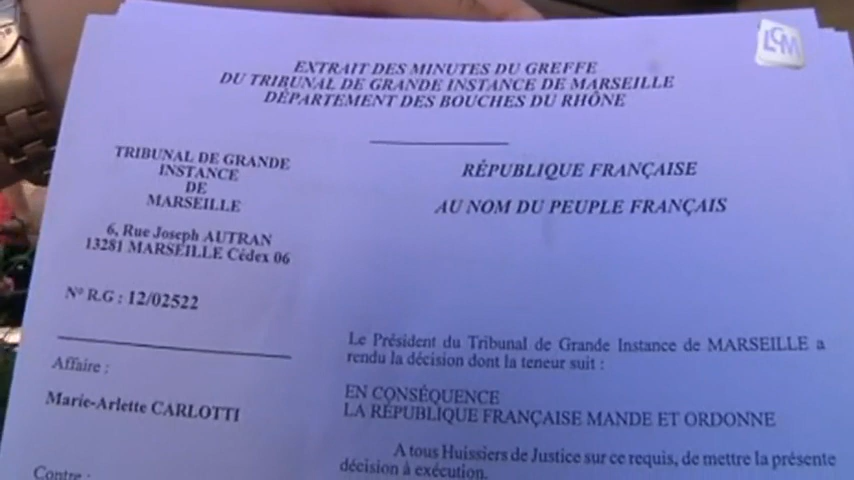 LCM
EXTRAIT DES MINUTES DU GREFFE
DU TRIBUNAL DE GRANDE INSTANCE DE MARSEILLE
DÉPARTEMENT DES BOUCHES DU RHÔNE
TRIBUNAL DE GRANDE
INSTANCE
DE
MARSEILLE
6, Rue Joseph AUTRAN
13281 MARSEILLE Cédex 06
N° R.G : 12/02522
Affaire :
Marie-Arlette CARLOTTI
Contre :
RÉPUBLIQUE FRANÇAISE
AU NOM DU PEUPLE FRANÇAIS
Le Président du Tribunal de Grande Instance de MARSEILLE a
rendu la décision dont la teneur suit :
EN CONSÉQUENCE
LA RÉPUBLIQUE FRANÇAISE MANDE ET ORDONNE
A tous Huissiers de Justice sur ce requis, de mettre la présente
décision à exécution.